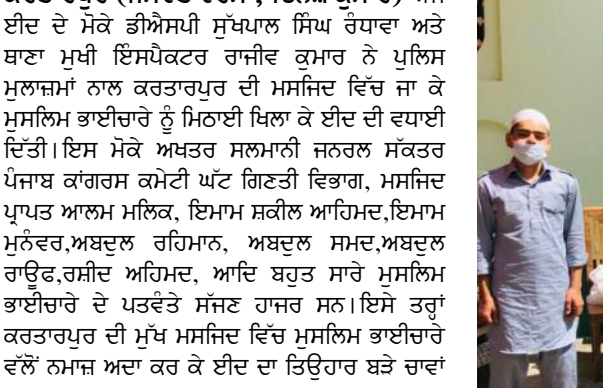 ਈਦ ਦੇ ਮੋਕੇ ਡੀਐਸਪੀ ਸੁੱਖਪਾਲ ਸਿੰਘ ਰੰਧਾਵਾ ਅਤੇ
ਥਾਣਾ ਮੁਖੀ ਇੰਸਪੈਕਟਰ ਰਾਜੀਵ ਕੁਮਾਰ ਨੇ ਪੁਲਿਸ
ਮੁਲਾਜ਼ਮਾਂ ਨਾਲ ਕਰਤਾਰਪੁਰ ਦੀ ਮਸਜਿਦ ਵਿੱਚ ਜਾ ਕੇ
ਮੁਸਲਿਮ ਭਾਈਚਾਰੇ ਨੂੰ ਮਿਠਾਈ ਖਿਲਾ ਕੇ ਈਦ ਦੀ ਵਧਾਈ
ਦਿੱਤੀ।ਇਸ ਮੋਕੇ ਅਖਤਰ ਸਲਮਾਨੀ ਜਨਰਲ ਸੱਕਤਰ
ਪੰਜਾਬ ਕਾਂਗਰਸ ਕਮੇਟੀ ਘੱਟ ਗਿਣਤੀ ਵਿਭਾਗ, ਮਸਜਿਦ
ਪ੍ਰਾਪਤ ਆਲਮ ਮਲਿਕ, ਇਮਾਮ ਸ਼ਕੀਲ ਆਹਿਮਦ,ਇਮਾਮ
ਮੁਨੰਵਰ,ਅਬਦੁਲ ਰਹਿਮਾਨ, ਅਬਦੁਲ ਸਮਦ,ਅਬਦੁਲ
ਰਾਊਫ,ਰਸ਼ੀਦ ਅਹਿਮਦ, ਆਦਿ ਬਹੁਤ ਸਾਰੇ ਮੁਸਲਿਮ
ਭਾਈਚਾਰੇ ਦੇ ਪਤਵੰਤੇ ਸੱਜਣ ਹਾਜਰ ਸਨ।ਇਸੇ ਤਰ੍ਹਾਂ
ਕਰਤਾਰਪੁਰ ਦੀ ਮੁੱਖ ਮਸਜਿਦ ਵਿੱਚ ਮੁਸਲਿਮ ਭਾਈਚਾਰੇ
ਵੱਲੋਂ ਨਮਾਜ਼ ਅਦਾ ਕਰ ਕੇ ਈਦ ਦਾ ਤਿਉਹਾਰ ਬੜੇ ਚਾਵਾਂ